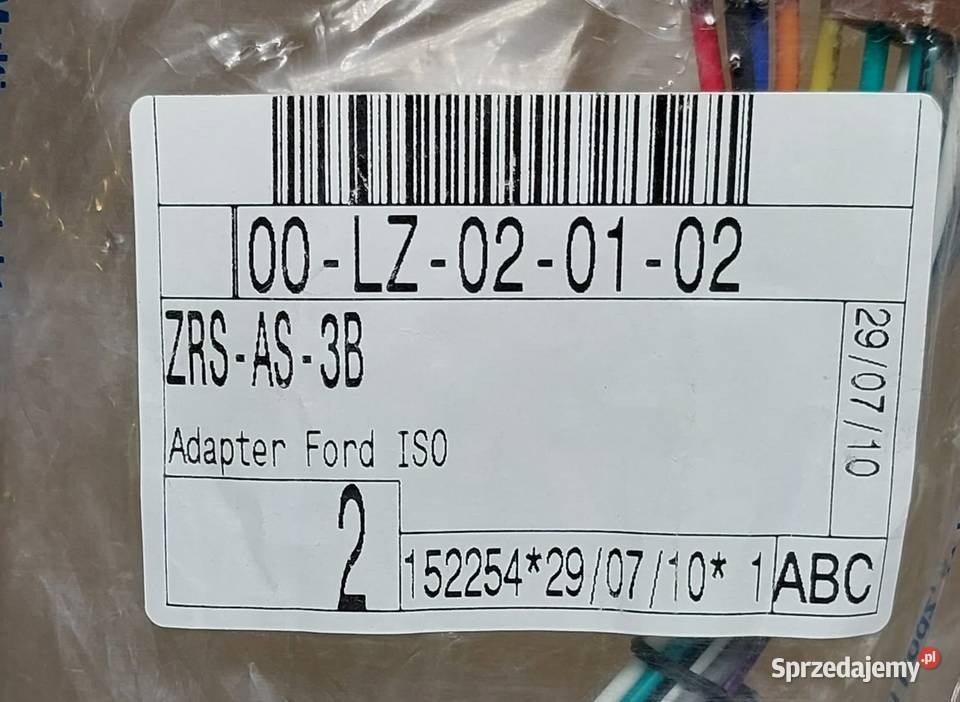 00-LZ-02-01-02
ZRS-AS-3B
29/07/10
Adapter Ford ISO
2
152254*29/07/10* 1
ABC
Sprzedajemy.pl